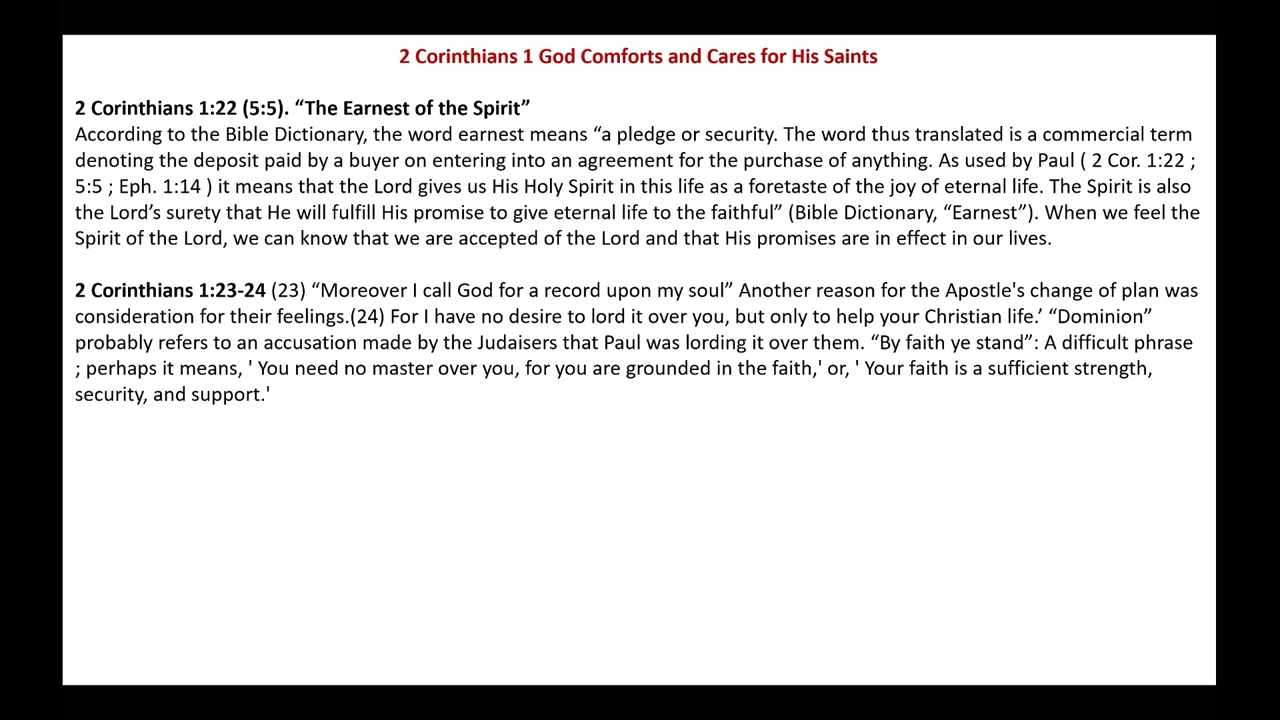 2 Corinthians 1 God Comforts and Cares for His Saints
2 Corinthians 1:22 (5:5). “The Earnest of the Spirit”
According to the Bible Dictionary, the word earnest means “a pledge or security. The word thus translated is a commercial term
denoting the deposit paid by a buyer on entering into an agreement for the purchase of anything. As used by Paul ( 2 Cor. 1:22 ;
5:5 ; Eph. 1:14 ) it means that the Lord gives us His Holy Spirit in this life as a foretaste of the joy of eternal life. The Spirit is also
the Lord’s surety that He will fulfill His promise to give eternal life to the faithful” (Bible Dictionary, “Earnest”). When we feel the
Spirit of the Lord, we can know that we are accepted of the Lord and that His promises are in effect in our lives.
2 Corinthians 1:23-24 (23) “Moreover I call God for a record upon my soul” Another reason for the Apostle's change of plan was
consideration for their feelings.(24) For I have no desire to lord it over you, but only to help your Christian life.’ “Dominion”
probably refers to an accusation made by the Judaisers that Paul was lording it over them. “By faith ye stand”: A difficult phrase
; perhaps it means, ' You need no master over you, for you are grounded in the faith,' or, ' Your faith is a sufficient strength,
security, and support.'